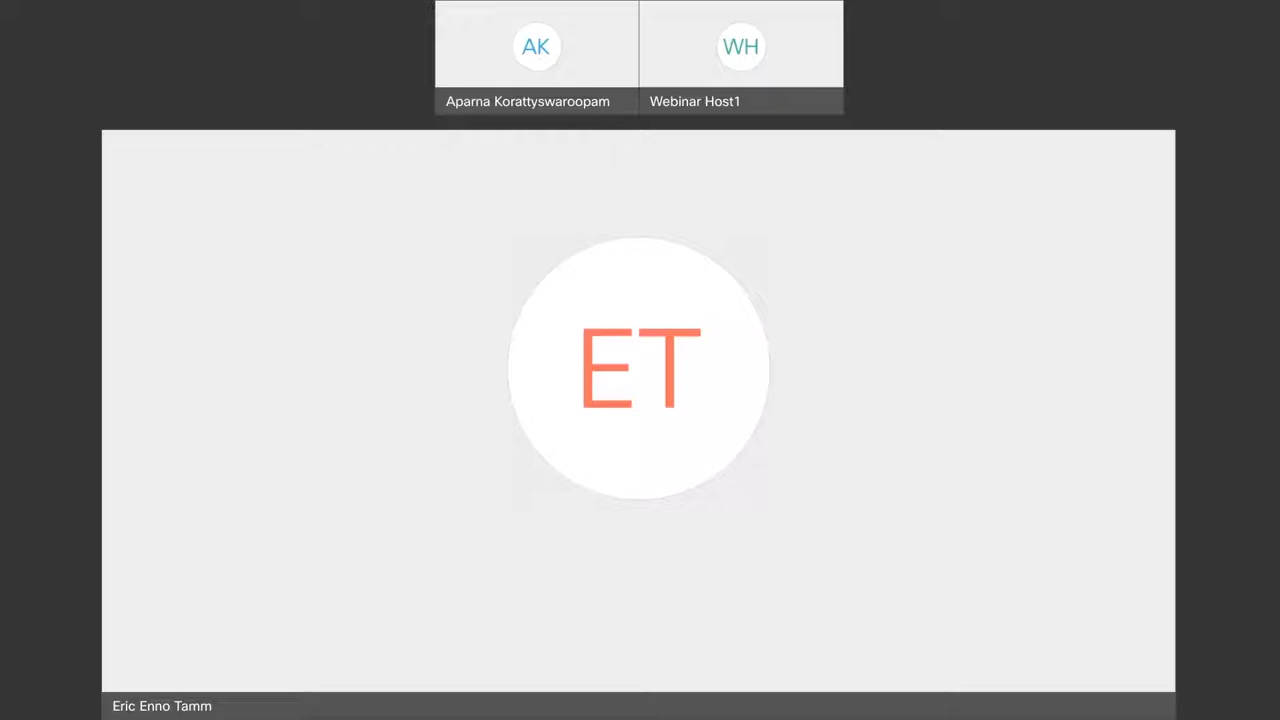 AK
WH
Aparna Korattyswaroopam
Webinar Host1
ET
Eric Enno Tamm